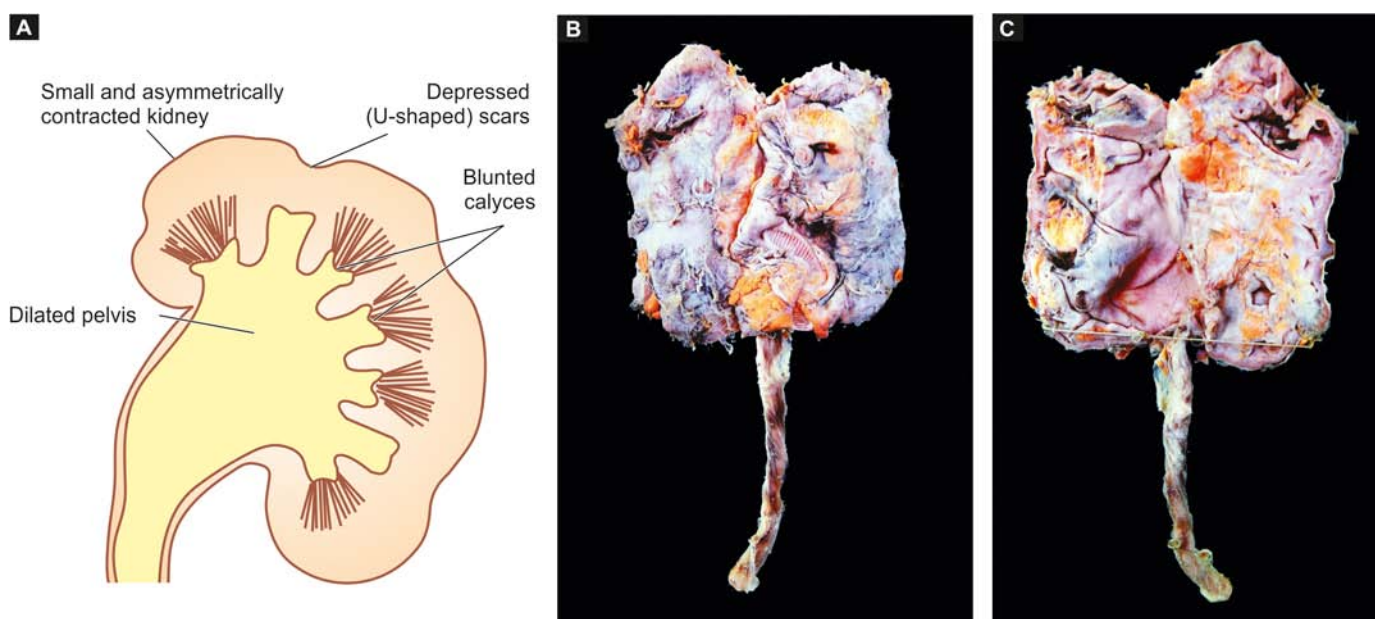 A
B
C
Small and asymmetrically
contracted kidney
Depressed
(U-shaped) scars
Blunted
calyces
Dilated pelvis